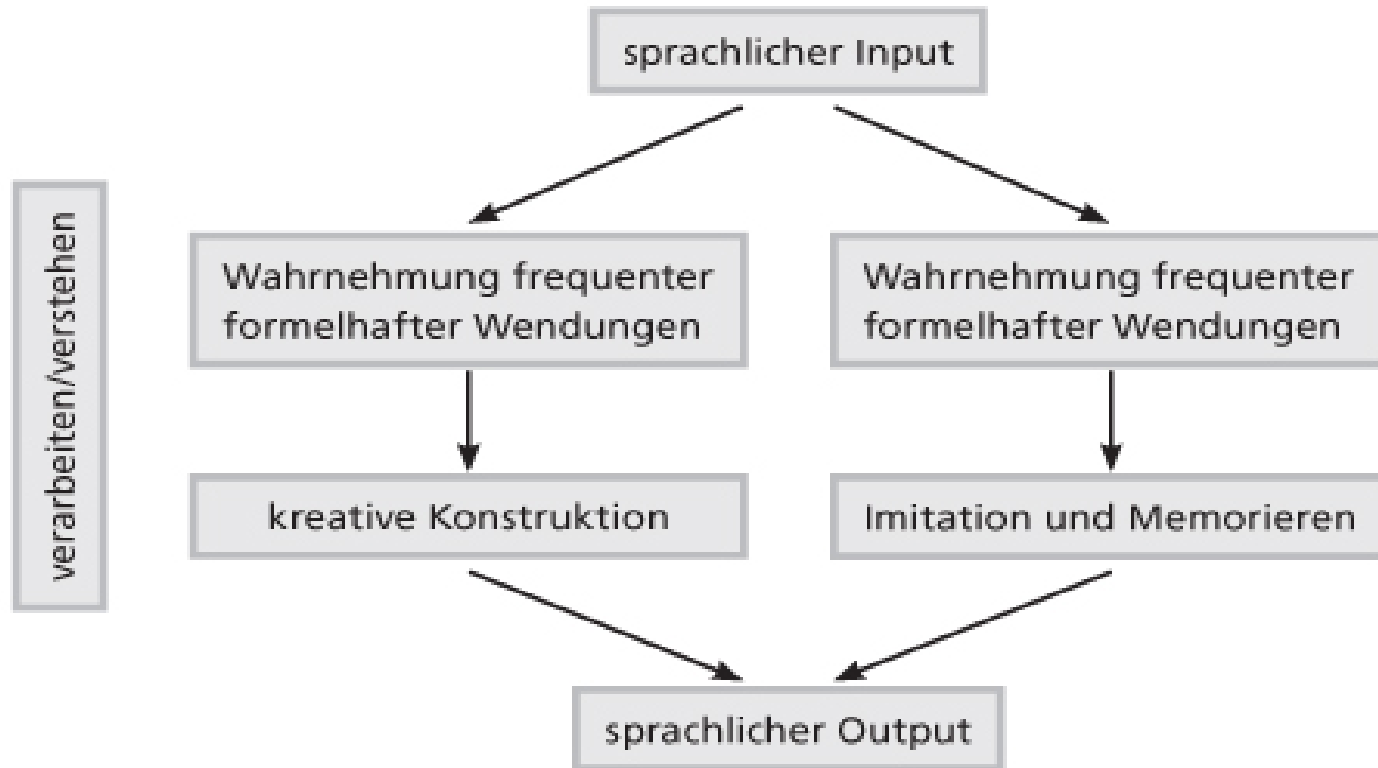 sprachlicher Input
verarbeiten/verstehen
Wahrnehmung frequenter
formelhafter Wendungen
Wahrnehmung frequenter
formelhafter Wendungen
kreative Konstruktion
Imitation und Memorieren
sprachlicher Output